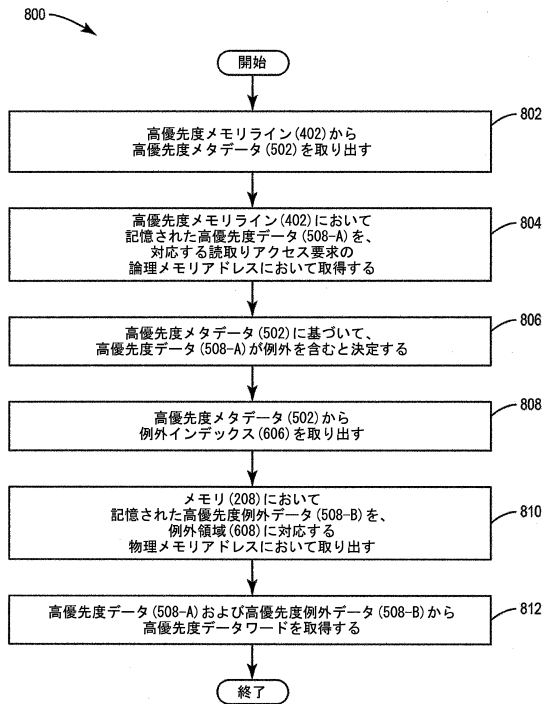 800
開始
高優先度メモリライン(402)から
高優先度メタデータ(502)を取り出す
802
高優先度メモリライン(402)において
記憶された高優先度データ(508-A)を、
対応する読取りアクセス要求の
論理メモリアドレスにおいて取得する
804
高優先度メタデータ(502)に基づいて、
高優先度データ(508-A)が例外を含むと決定する
806
高優先度メタデータ(502)から
例外インデックス(606)を取り出す
808
メモリ(208)において
記憶された高優先度例外データ(508-B)を、
例外領域(608)に対応する
物理メモリアドレスにおいて取り出す
810
高優先度データ(508-A)および高優先度例外データ(508-B)から
高優先度データワードを取得する
812
終了